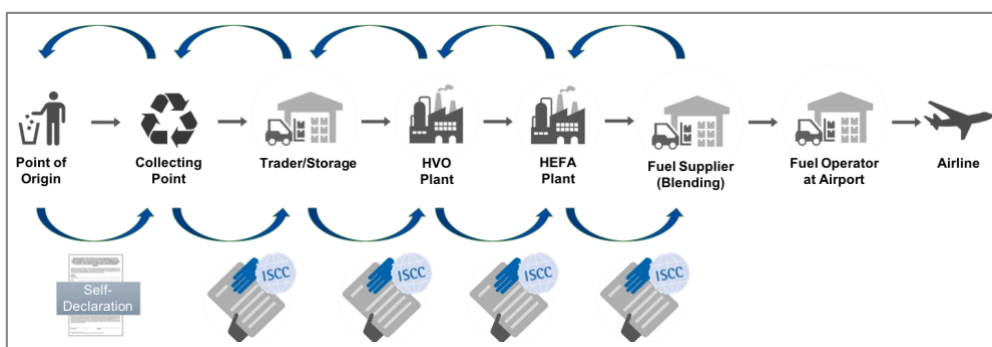 Point of
Origin
Collecting
Point
Trader/Storage
HVO
Plant
HEFA
Plant
Fuel Supplier
(Blending)
Fuel Operator
at Airport
Airline
Self-
Declaration
ISCC
ISCC
ISCC
ISCC